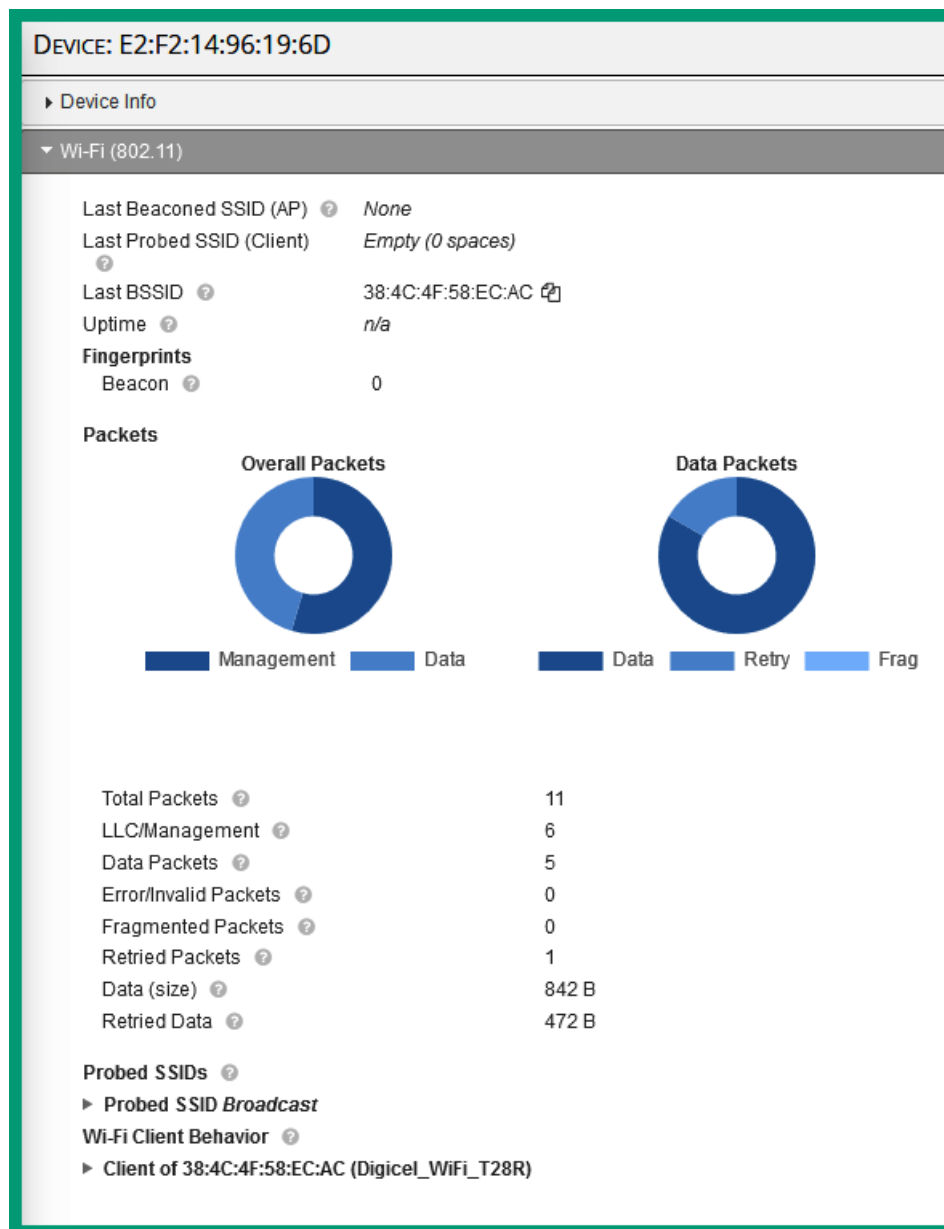 DEVICE: E2:F2:14:96:19:6D
Device Info
Wi-Fi (802.11)
Last Beaconed SSID (AP) ? None
Last Probed SSID (Client) ? Empty (0 spaces)
Last BSSID ? 38:4C:4F:58:EC:AC
Uptime ? n/a
Fingerprints
Beacon ? 0
Packets
Overall Packets Data Packets
Management Data Data Retry Frag
Total Packets ? 11
LLC/Management ? 6
Data Packets ? 5
Error/Invalid Packets ? 0
Fragmented Packets ? 0
Retried Packets ? 1
Data (size) ? 842 B
Retried Data ? 472 B
Probed SSIDs ?
Probed SSID Broadcast
Wi-Fi Client Behavior ?
Client of 38:4C:4F:58:EC:AC (Digicel_WiFi_T28R)